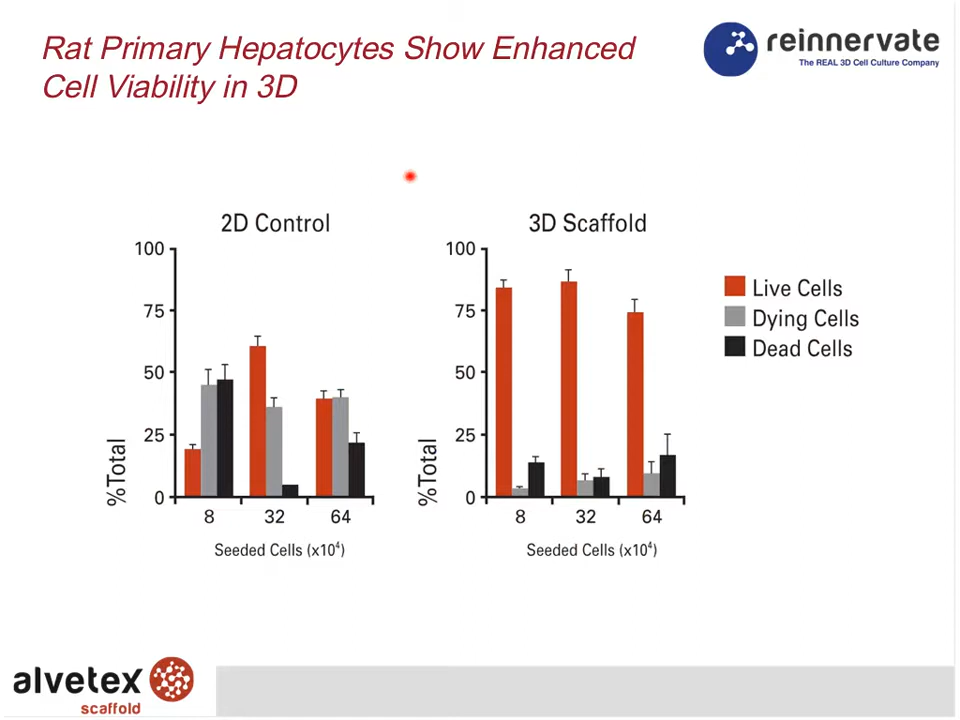 Rat Primary Hepatocytes Show Enhanced
Cell Viability in 3D
reinnervate
The REAL 3D Cell Culture Company
2D Control
100
75
50
25
0
%Total
8 32 64
Seeded Cells (x10⁴)
3D Scaffold
100
75
50
25
0
%Total
8 32 64
Seeded Cells (x10⁴)
Live Cells
Dying Cells
Dead Cells
alvetex
scaffold